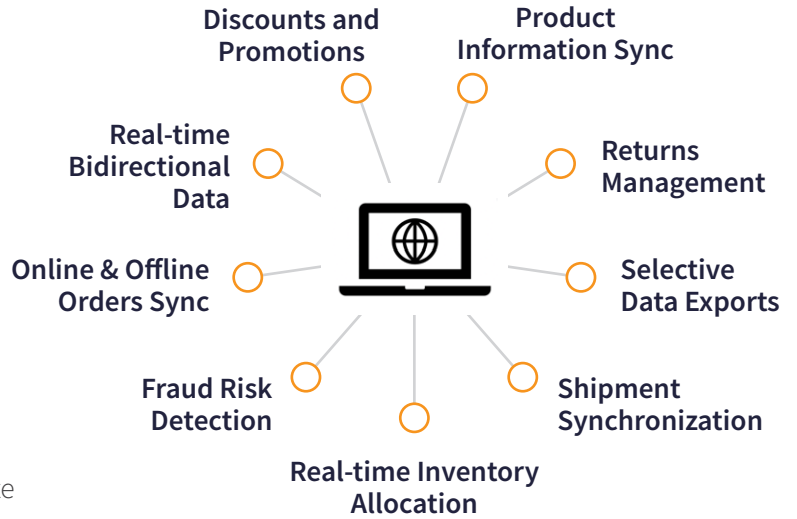 Discounts and
Promotions
Product
Information Sync
Real-time
Bidirectional
Data
Returns
Management
Online & Offline
Orders Sync
Selective
Data Exports
Fraud Risk
Detection
Shipment
Synchronization
Real-time Inventory
Allocation